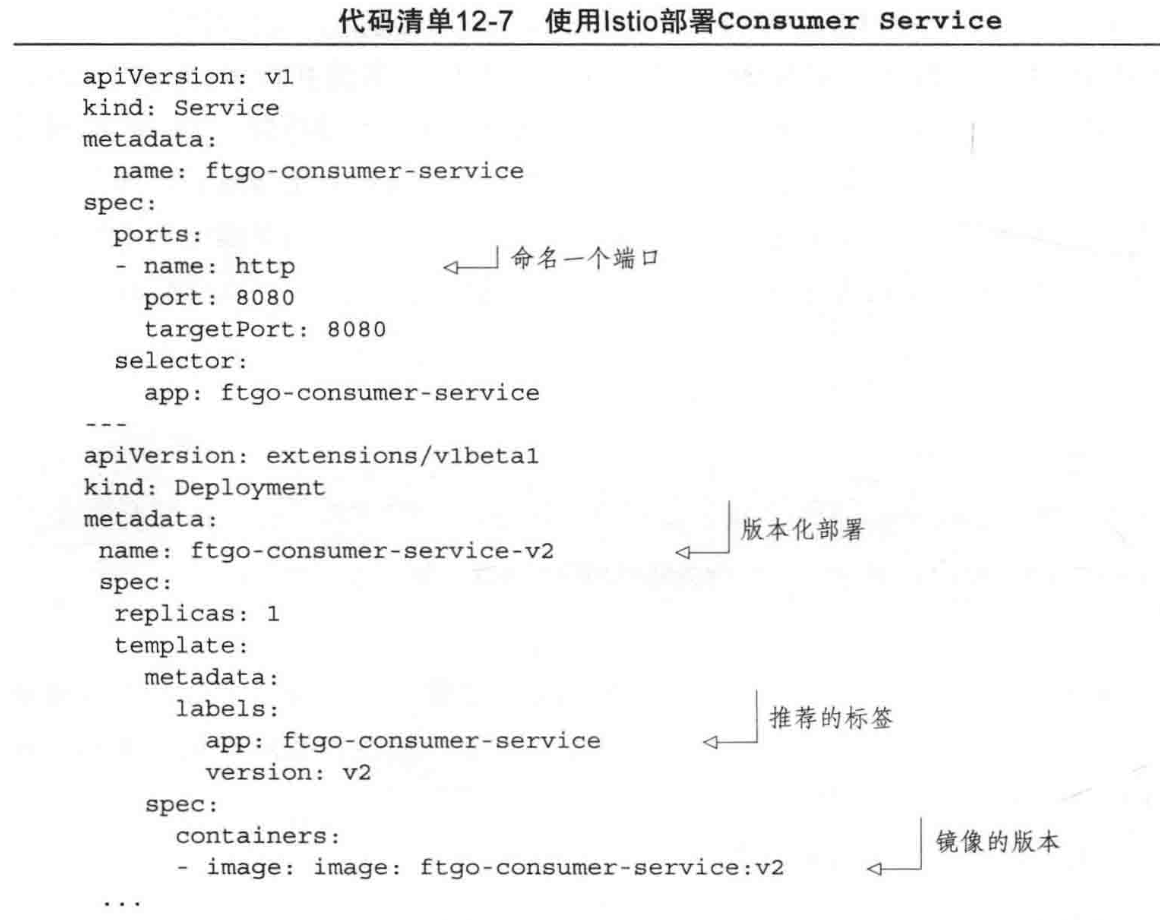 代码清单12-7 使用Istio部署Consumer Service
apiVersion: v1
kind: Service
metadata:
  name: ftgo-consumer-service
spec:
  ports:
  - name: http 命名一个端口
    port: 8080
    targetPort: 8080
  selector:
    app: ftgo-consumer-service
---
apiVersion: extensions/v1beta1
kind: Deployment
metadata:
 name: ftgo-consumer-service-v2 版本化部署
 spec:
  replicas: 1
  template:
    metadata:
      labels:
        app: ftgo-consumer-service 推荐的标签
        version: v2
    spec:
      containers:
      - image: image: ftgo-consumer-service:v2 镜像的版本
 ...